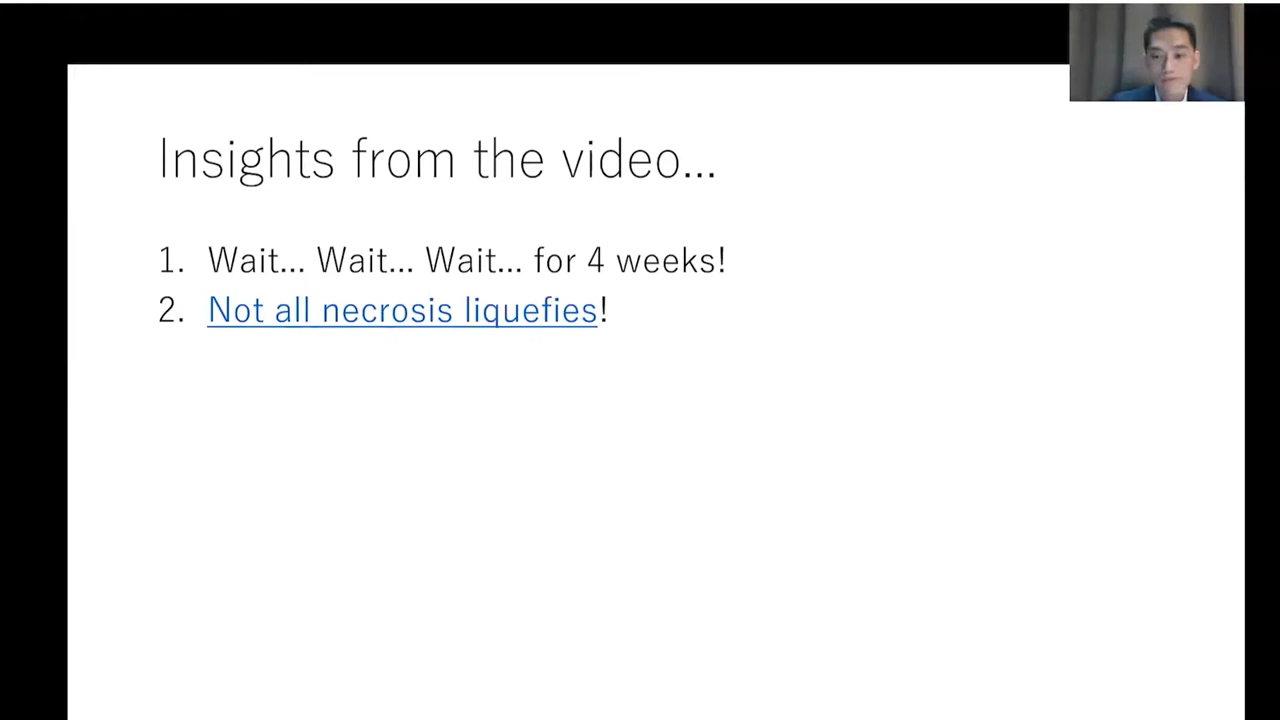 Insights from the video...
1. Wait... Wait... Wait... for 4 weeks!
2. Not all necrosis liquefies!